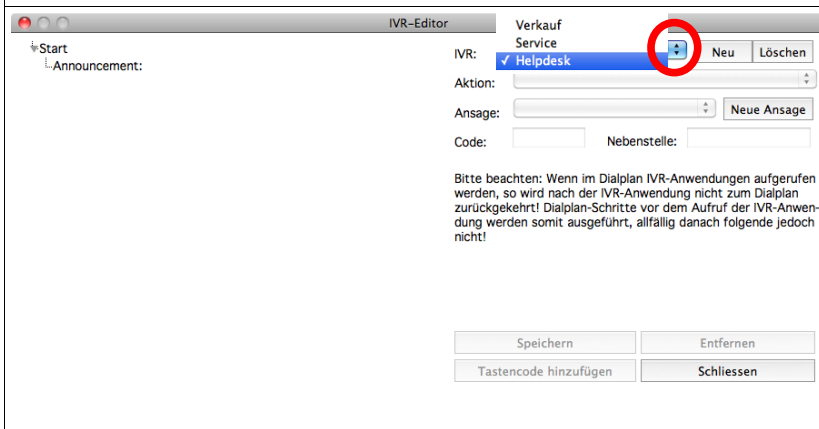 IVR-Editor
Start
Announcement:
IVR:
Verkauf
Service
✓ Helpdesk
Neu
Löschen
Aktion:
Ansage:
Neue Ansage
Code:
Nebenstelle:
Bitte beachten: Wenn im Dialplan IVR-Anwendungen aufgerufen
werden, so wird nach der IVR-Anwendung nicht zum Dialplan
zurückgekehrt! Dialplan-Schritte vor dem Aufruf der IVR-Anwen-
dung werden somit ausgeführt, allfällig danach folgende jedoch
nicht!
Speichern
Entfernen
Tastencode hinzufügen
Schliessen